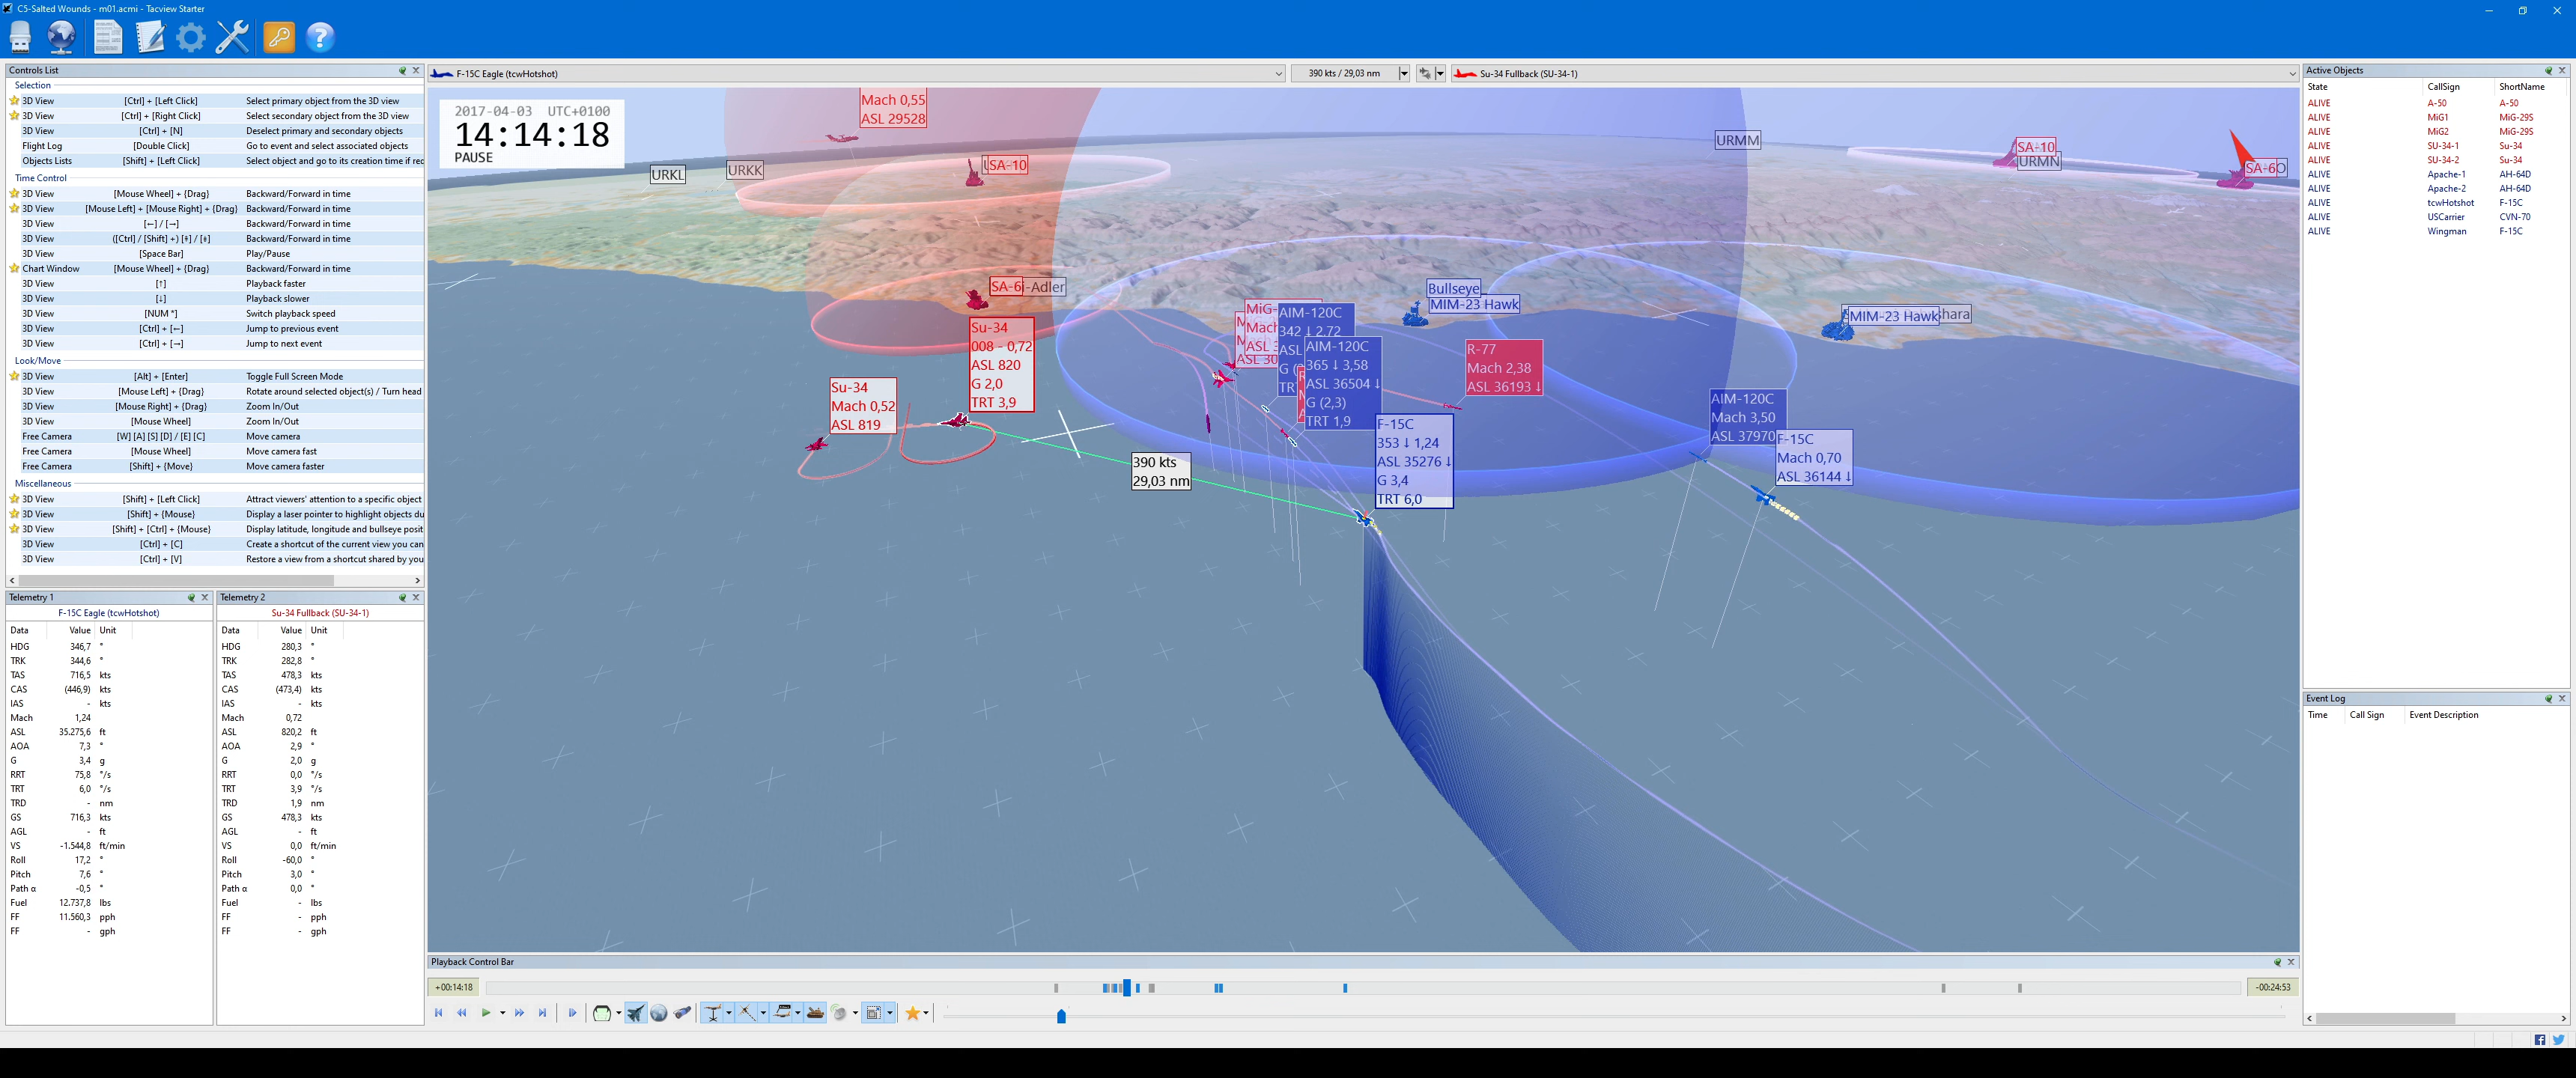 C5-Salted Wounds - m01.acmi - Tacview Starter
Controls List
Selection
3D View [Ctrl] + [Left Click] Select primary object from the 3D view
3D View [Ctrl] + [Right Click] Select secondary object from the 3D view
3D View [Ctrl] + [N] Deselect primary and secondary objects
Flight Log [Double Click] Go to event and select associated objects
Objects Lists [Shift] + [Left Click] Select object and go to its creation time if rec
Time Control
3D View [Mouse Wheel] + {Drag} Backward/Forward in time
3D View [Mouse Left] + [Mouse Right] + {Drag} Backward/Forward in time
3D View [←] / [→] Backward/Forward in time
3D View ([Ctrl] / [Shift] +) [⇞] / [⇟] Backward/Forward in time
3D View [Space Bar] Play/Pause
Chart Window [Mouse Wheel] + {Drag} Backward/Forward in time
3D View [↑] Playback faster
3D View [↓] Playback slower
3D View [NUM *] Switch playback speed
3D View [Ctrl] + [←] Jump to previous event
3D View [Ctrl] + [→] Jump to next event
Look/Move
3D View [Alt] + [Enter] Toggle Full Screen Mode
3D View [Mouse Left] + {Drag} Rotate around selected object(s) / Turn head
3D View [Mouse Right] + {Drag} Zoom In/Out
3D View [Mouse Wheel] Zoom In/Out
Free Camera [W] [A] [S] [D] / [E] [C] Move camera
Free Camera [Mouse Wheel] Move camera fast
Free Camera [Shift] + {Move} Move camera faster
Miscellaneous
3D View [Shift] + [Left Click] Attract viewers' attention to a specific object
3D View [Shift] + {Mouse} Display a laser pointer to highlight objects du
3D View [Shift] + [Ctrl] + {Mouse} Display latitude, longitude and bullseye posit
3D View [Ctrl] + [C] Create a shortcut of the current view you can
3D View [Ctrl] + [V] Restore a view from a shortcut shared by you
Telemetry 1
F-15C Eagle (tcwHotshot)
Data Value Unit
HDG 346,7 °
TRK 344,6 °
TAS 716,5 kts
CAS (446,9) kts
IAS - kts
Mach 1,24
ASL 35.275,6 ft
AOA 7,3 °
G 3,4 g
RRT 75,8 °/s
TRT 6,0 °/s
TRD - nm
GS 716,3 kts
AGL - ft
VS -1.544,8 ft/min
Roll 17,2 °
Pitch 7,6 °
Path α -0,5 °
Fuel 12.737,8 lbs
FF 11.560,3 pph
FF - gph
Telemetry 2
Su-34 Fullback (SU-34-1)
Data Value Unit
HDG 280,3 °
TRK 282,8 °
TAS 478,3 kts
CAS (473,4) kts
IAS - kts
Mach 0,72
ASL 820,2 ft
AOA 2,9 °
G 2,0 g
RRT 0,0 °/s
TRT 3,9 °/s
TRD 1,9 nm
GS 478,3 kts
AGL - ft
VS 0,0 ft/min
Roll -60,0 °
Pitch 3,0 °
Path α 0,0 °
Fuel - lbs
FF - pph
FF - gph
F-15C Eagle (tcwHotshot)
390 kts / 29,03 nm
Su-34 Fullback (SU-34-1)
2017-04-03 UTC+0100
14:14:18
PAUSE
Mach 0,55
ASL 29528
URKL
URKK
SA-10
URMM
SA-10
URMN
SA-6
SA-6
i-Adler
Bullseye
MIM-23 Hawk
MIM-23 Hawk
hara
Su-34
008 - 0,72
ASL 820
G 2,0
TRT 3,9
Su-34
Mach 0,52
ASL 819
390 kts
29,03 nm
MiG-
Mach
ASL 3
ASL 30
AIM-120C
342 ↓ 2,72
ASL
G (
TR
AIM-120C
365 ↓ 3,58
ASL 36504 ↓
G (2,3)
TRT 1,9
R-77
Mach 2,38
ASL 36193 ↓
F-15C
353 ↓ 1,24
ASL 35276 ↓
G 3,4
TRT 6,0
AIM-120C
Mach 3,50
ASL 37970
F-15C
Mach 0,70
ASL 36144 ↓
Playback Control Bar
+00:14:18
-00:24:53
Active Objects
State CallSign ShortName
ALIVE A-50 A-50
ALIVE MiG1 MiG-29S
ALIVE MiG2 MiG-29S
ALIVE SU-34-1 Su-34
ALIVE SU-34-2 Su-34
ALIVE Apache-1 AH-64D
ALIVE Apache-2 AH-64D
ALIVE tcwHotshot F-15C
ALIVE USCarrier CVN-70
ALIVE Wingman F-15C
Event Log
Time Call Sign Event Description